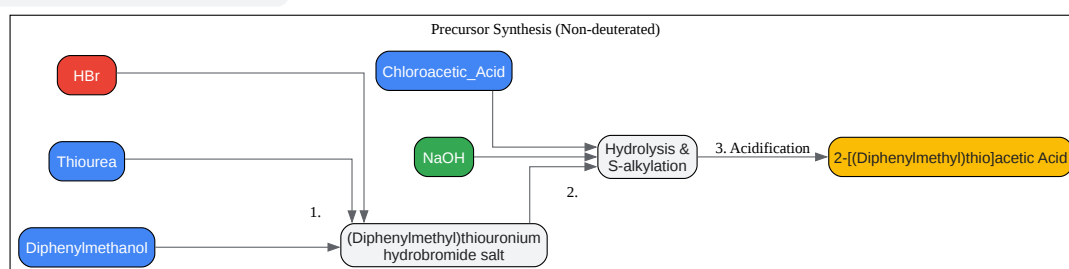 Precursor Synthesis (Non-deuterated)
HBr
Chloroacetic_Acid
Thiourea
NaOH
Hydrolysis &
S-alkylation
3. Acidification
2-[(Diphenylmethyl)thio]acetic Acid
1.
2.
Diphenylmethanol
(Diphenylmethyl)thiouronium
hydrobromide salt